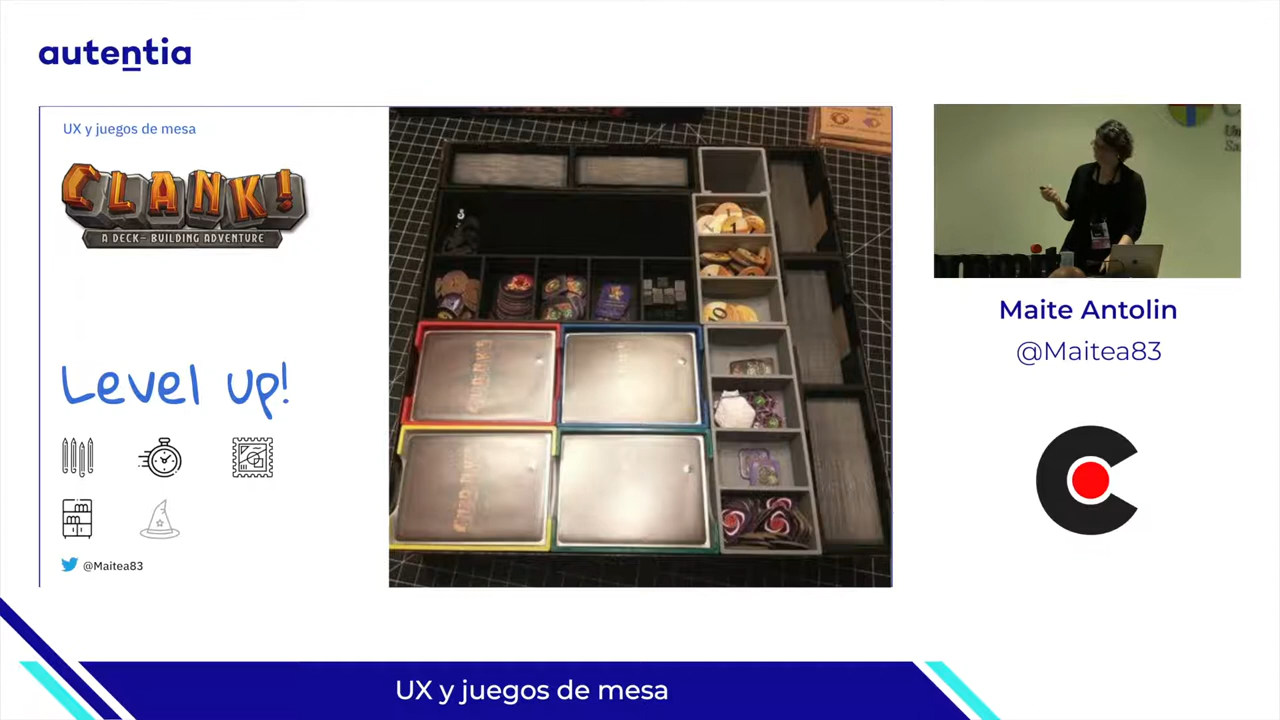 autentia
UX y juegos de mesa
CLANK!
A DECK-BUILDING ADVENTURE
Level up!
@Maitea83
Maite Antolin
@Maitea83
UX y juegos de mesa